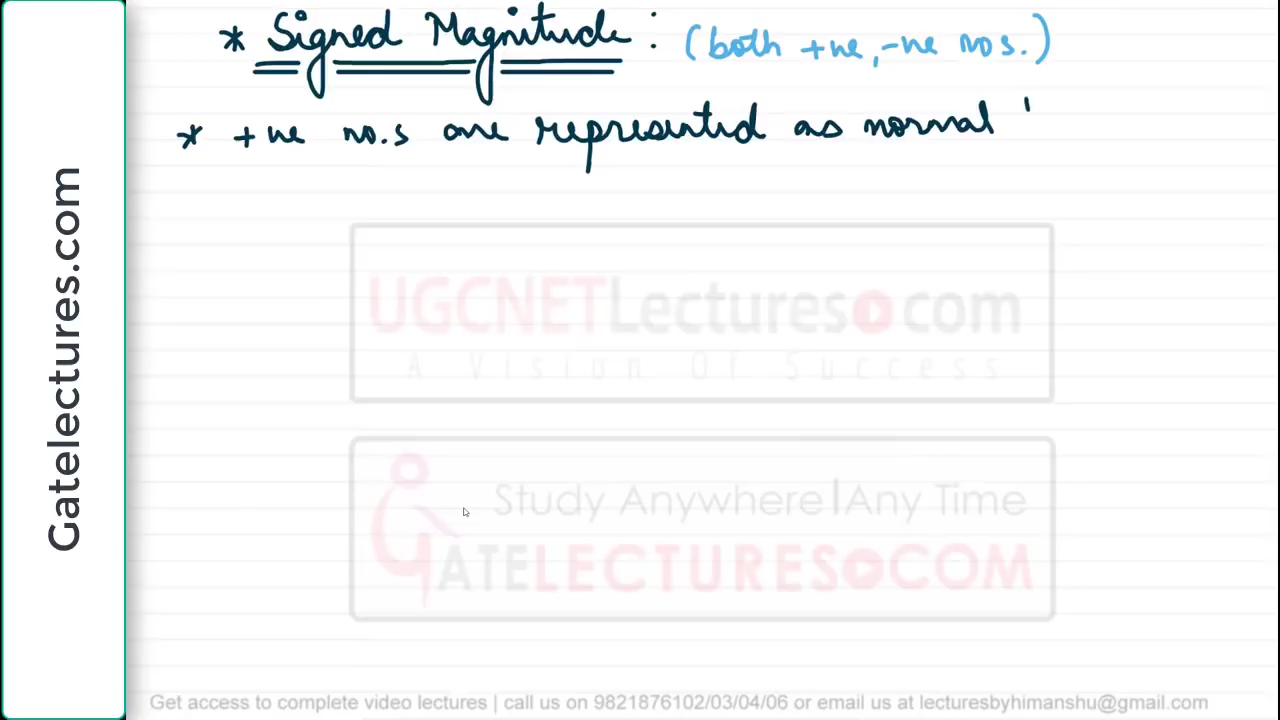 * Signed Magnitude : (both +ve, -ve nos.)
* +ve no.s are represented as normal
UGCNETLectures.com
A Vision Of Success
Study Anywhere|Any Time
GATELECTURES.COM
Gatelectures.com
Get access to complete video lectures | call us on 9821876102/03/04/06 or email us at lecturesbyhimanshu@gmail.com